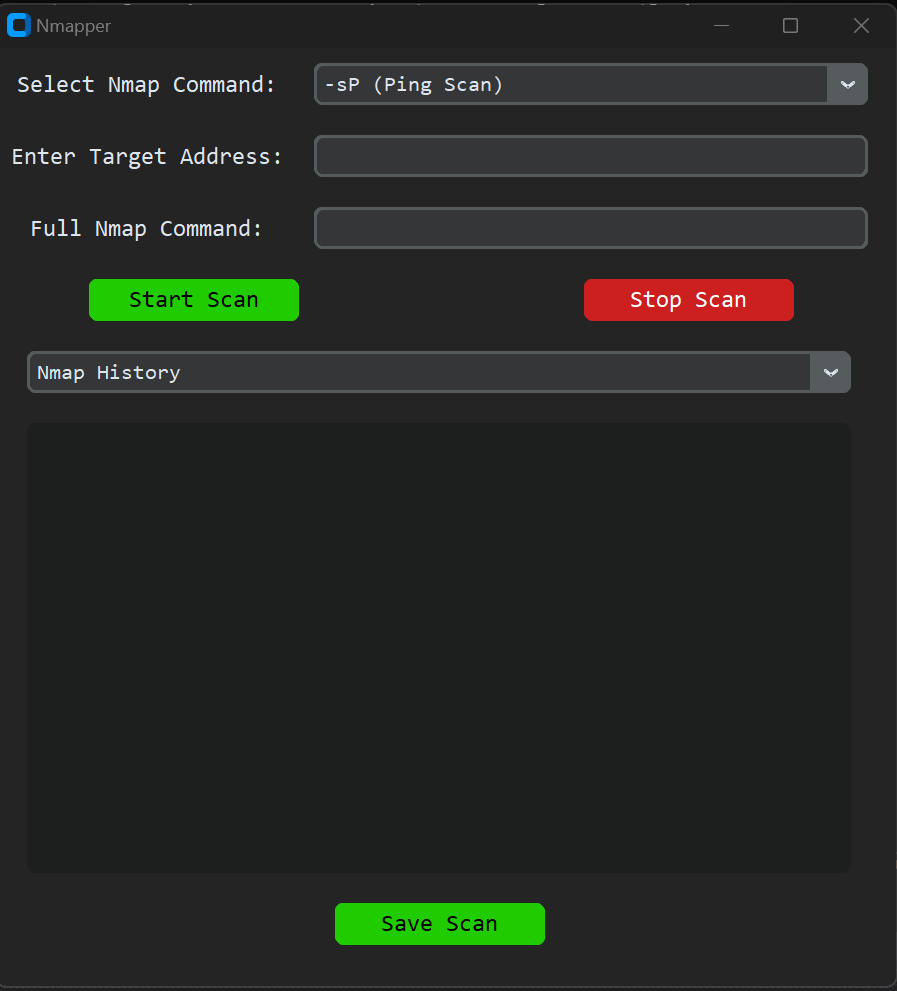 Nmapper
Select Nmap Command: -sP (Ping Scan)
Enter Target Address:
Full Nmap Command:
Start Scan Stop Scan
Nmap History
Save Scan